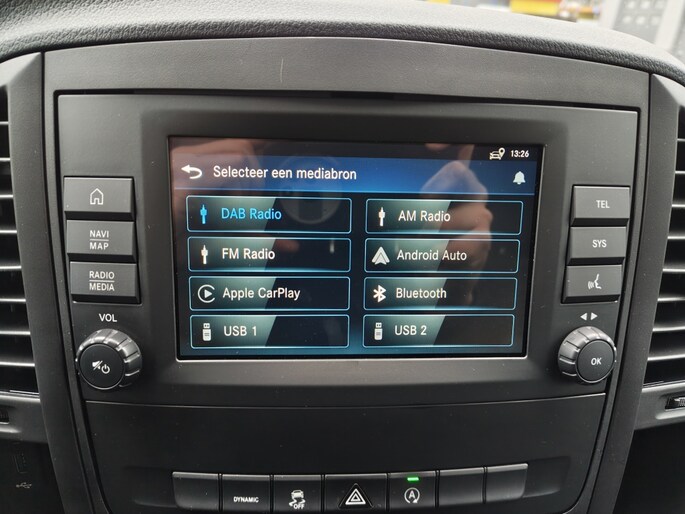 13:26
Selecteer een mediabron
DAB Radio
AM Radio
FM Radio
Android Auto
Apple CarPlay
Bluetooth
USB 1
USB 2
NAVI
MAP
RADIO
MEDIA
VOL
TEL
SYS
OK
DYNAMIC
OFF
A